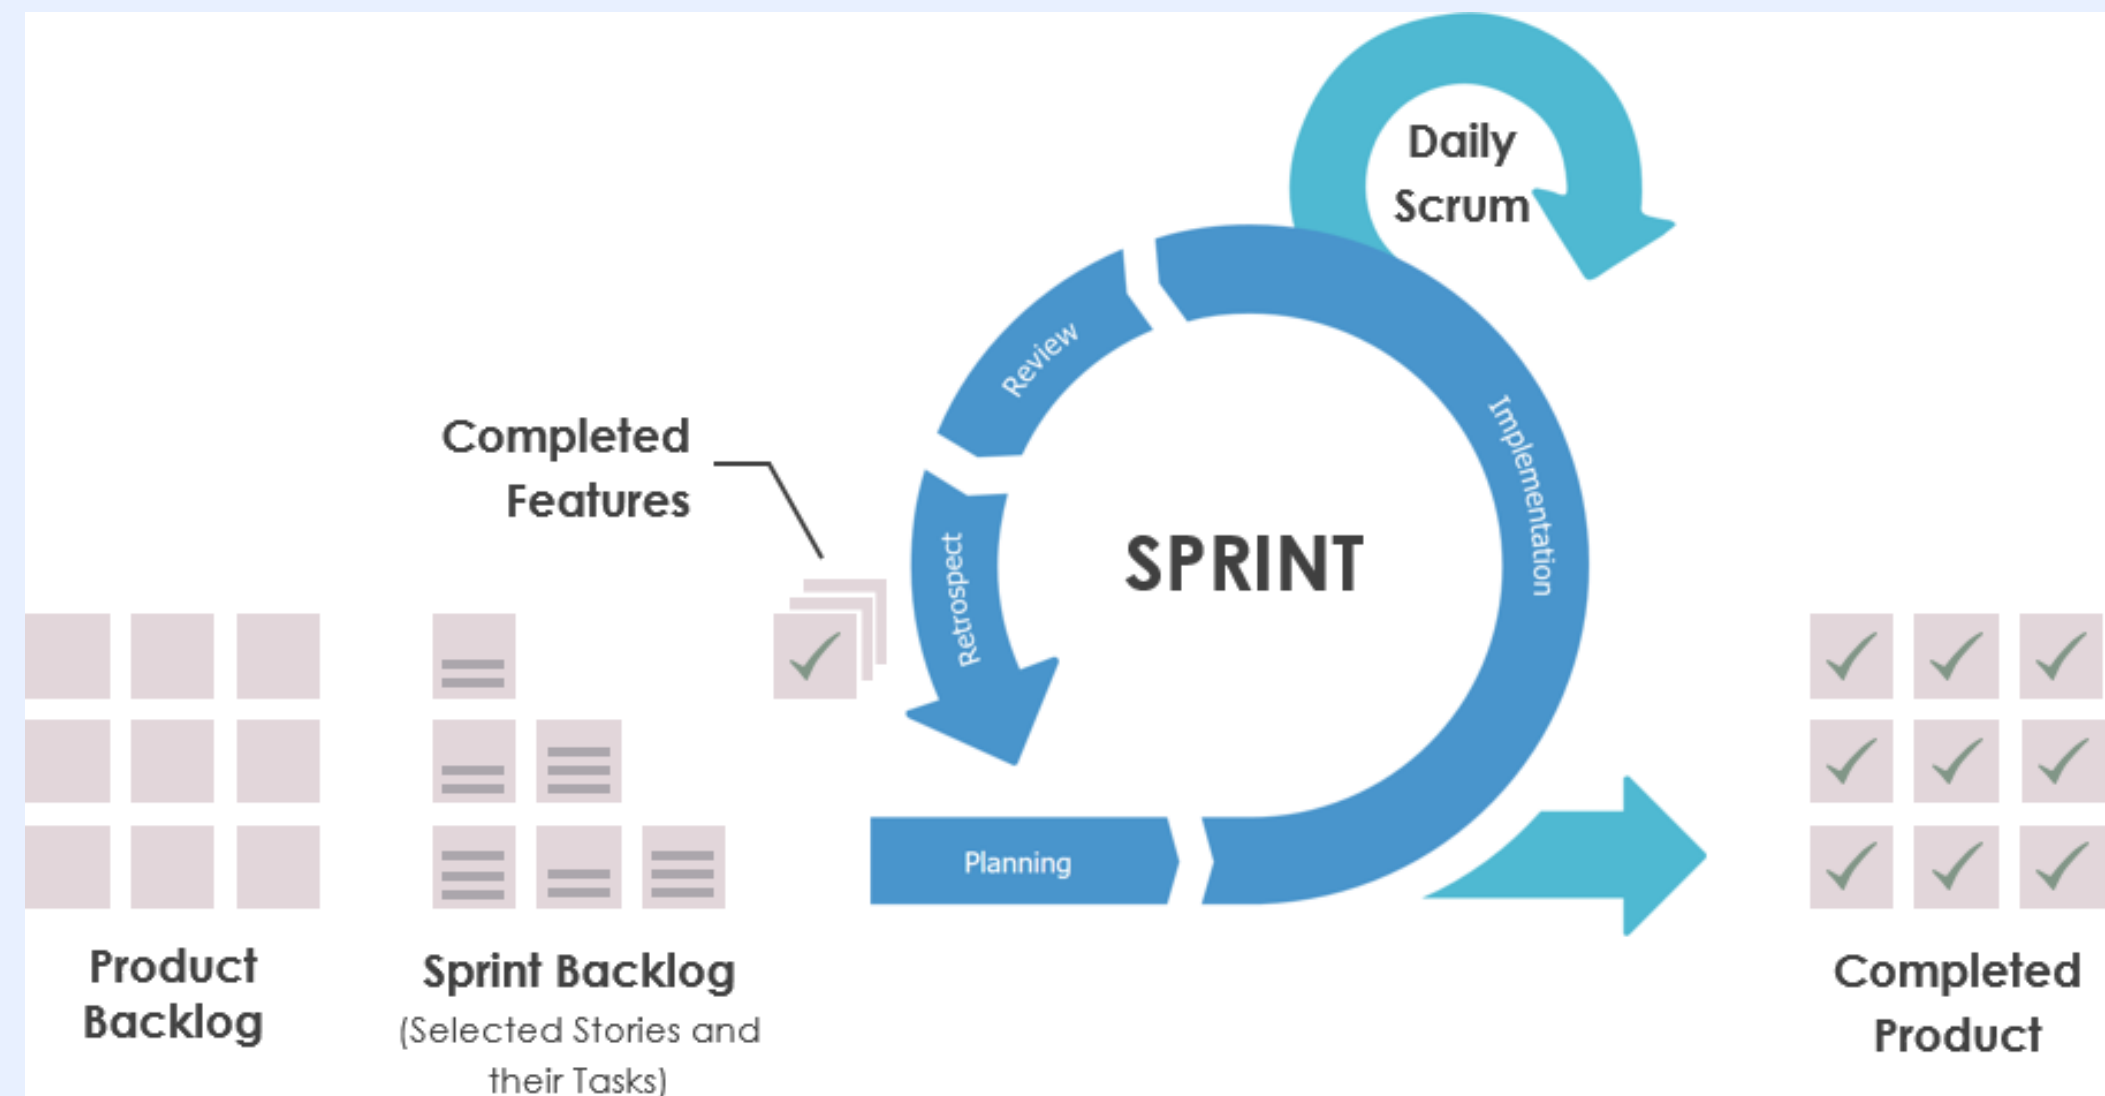 Daily
Scrum
Review
Implementation
Completed
Features
SPRINT
Retrospect
Planning
Product
Backlog
Sprint Backlog
(Selected Stories and
their Tasks)
Completed
Product